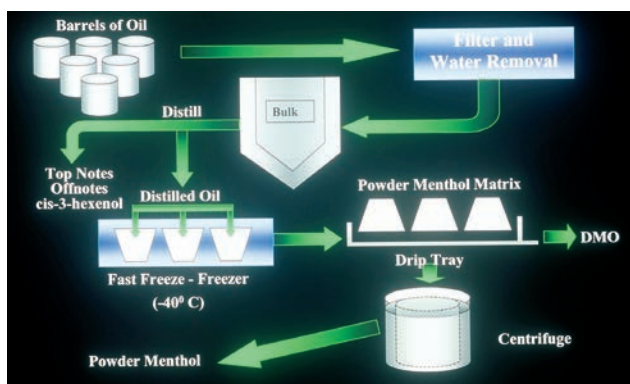 Barrels of Oil
Filter and
Water Removal
Distill
Bulk
Top Notes
Offnotes
cis-3-hexenol
Distilled Oil
Powder Menthol Matrix
DMO
Drip Tray
Fast Freeze - Freezer
(-40⁰ C)
Centrifuge
Powder Menthol